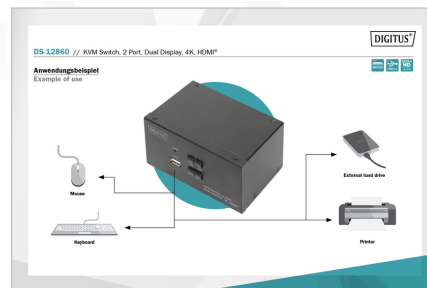 DIGITUS®
DS-12860 // KVM Switch, 2 Port, Dual Display, 4K, HDMI®
Anwendungsbeispiel
Example of use
DIGITUS
External hard drive
Mouse
Keyboard
Printer